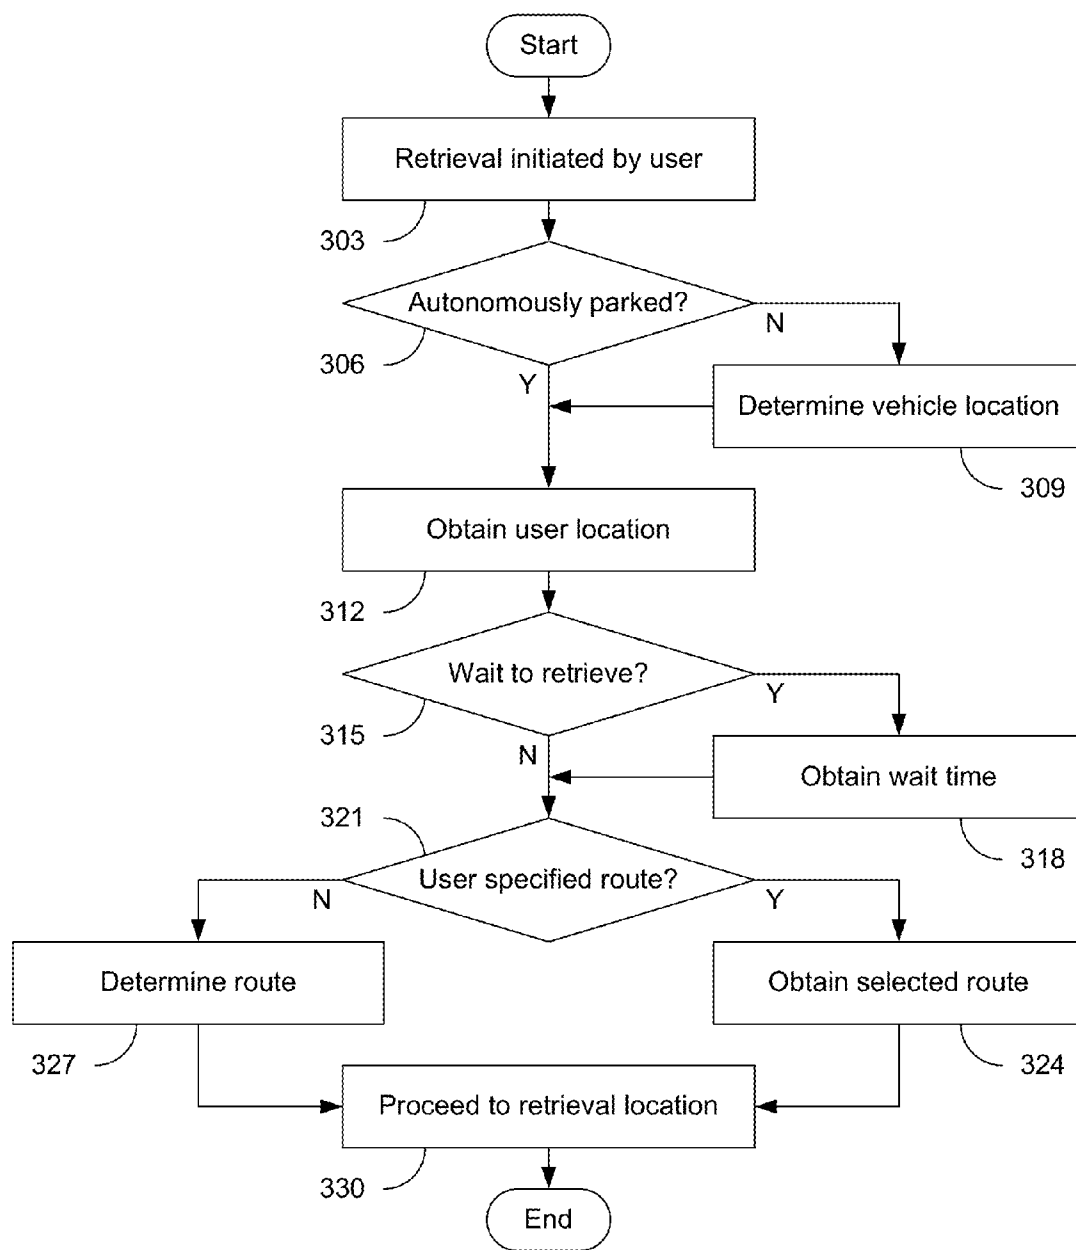 Start
Retrieval initiated by user
303
Autonomously parked?
N
306
Y
Determine vehicle location
309
Obtain user location
312
Wait to retrieve?
Y
315
N
Obtain wait time
321
318
User specified route?
N
Y
Determine route
Obtain selected route
327
324
Proceed to retrieval location
330
End